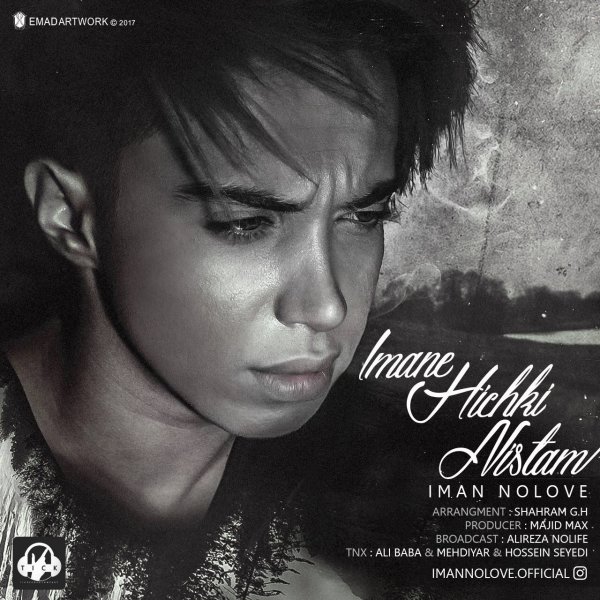 EMADARTWORK © 2017
Imane
Hichki
Nistam
IMAN NOLOVE
ARRANGMENT : SHAHRAM G.H
PRODUCER : MAJID MAX
BROADCAST : ALIREZA NOLIFE
TNX : ALI BABA & MEHDIYAR & HOSSEIN SEYEDI
IMANNOLOVE.OFFICIAL